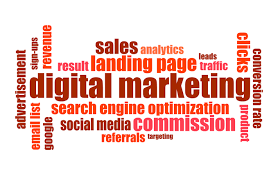 sales
analytics
leads
result
landing page
traffic
digital marketing
search engine optimization
social media
commission
referrals
targeting
advertisement
email list
sign-ups
google
revenue
clicks
product
conversion rate